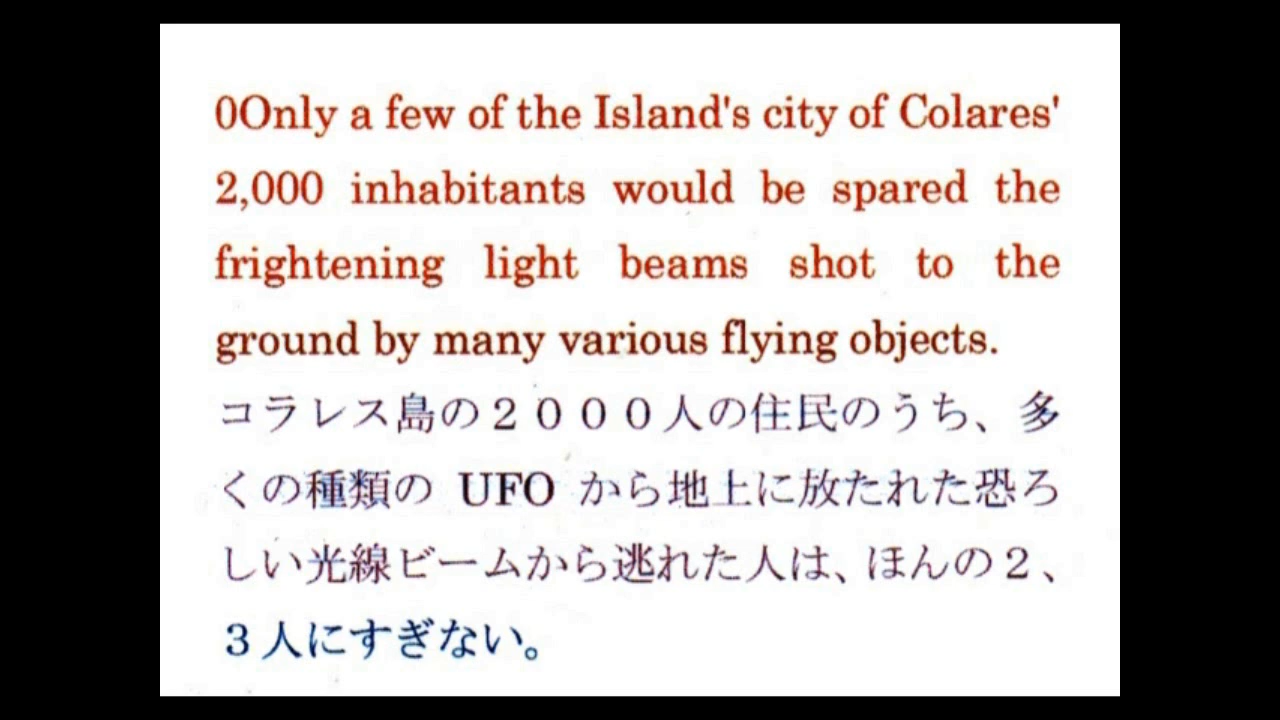 0Only a few of the Island's city of Colares'
2,000 inhabitants would be spared the
frightening light beams shot to the
ground by many various flying objects.
コラレス島の２０００人の住民のうち、多
くの種類の UFO から地上に放たれた恐ろ
しい光線ビームから逃れた人は、ほんの２、
３人にすぎない。